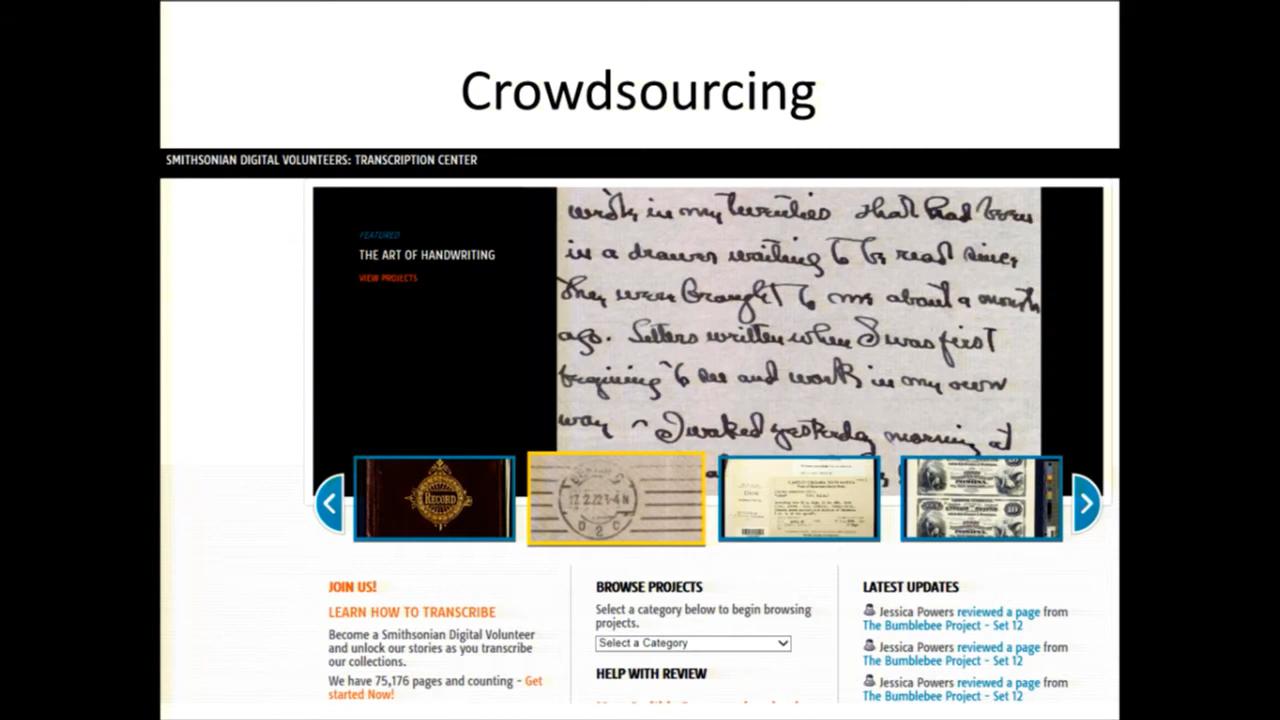 Crowdsourcing
SMITHSONIAN DIGITAL VOLUNTEERS: TRANSCRIPTION CENTER
FEATURED
THE ART OF HANDWRITING
VIEW PROJECTS
in my twenties that had been
in a drawer waiting to be read since
they were brought to me about a month
ago. Letters written when I was first
begining to see and work in my own
way – I waked yesterday morning at
RECORD
17.2.22
D 2 C
JOIN US!
LEARN HOW TO TRANSCRIBE
Become a Smithsonian Digital Volunteer
and unlock our stories as you transcribe
our collections.
We have 75,176 pages and counting - Get
started Now!
BROWSE PROJECTS
Select a category below to begin browsing
projects.
Select a Category
HELP WITH REVIEW
LATEST UPDATES
Jessica Powers reviewed a page from
The Bumblebee Project - Set 12
Jessica Powers reviewed a page from
The Bumblebee Project - Set 12
Jessica Powers reviewed a page from
The Bumblebee Project - Set 12